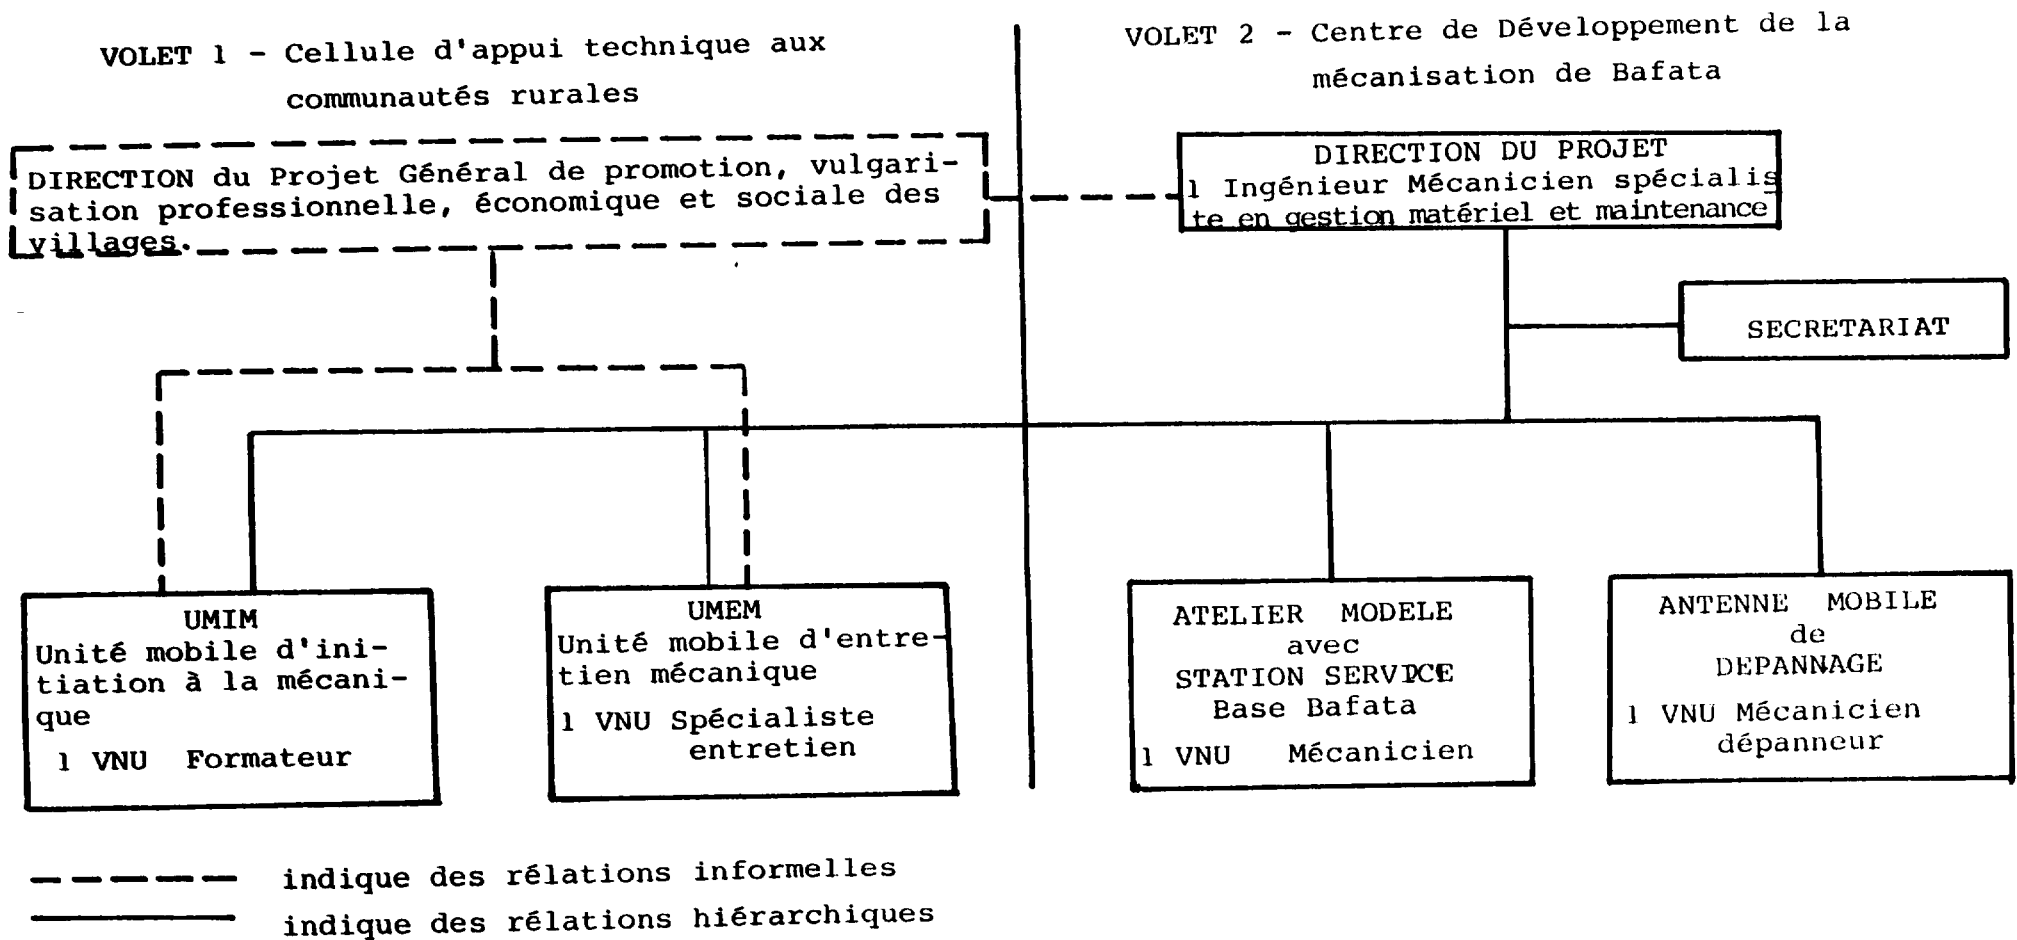 VOLET 1 - Cellule d'appui technique aux
communautés rurales
VOLET 2 - Centre de Développement de la
mécanisation de Bafata
DIRECTION du Projet Général de promotion, vulgari-
sation professionnelle, économique et sociale des
villages.
DIRECTION DU PROJET
1 Ingénieur Mécanicien spécialis
te en gestion matériel et maintenance
SECRETARIAT
UMIM
Unité mobile d'ini-
tiation à la mécani-
que
1 VNU Formateur
UMEM
Unité mobile d'entre-
tien mécanique
1 VNU Spécialiste
entretien
ATELIER MODELE
avec
STATION SERVICE
Base Bafata
1 VNU Mécanicien
ANTENNE MOBILE
de
DEPANNAGE
1 VNU Mécanicien
dépanneur
indique des rélations informelles
indique des rélations hiérarchiques